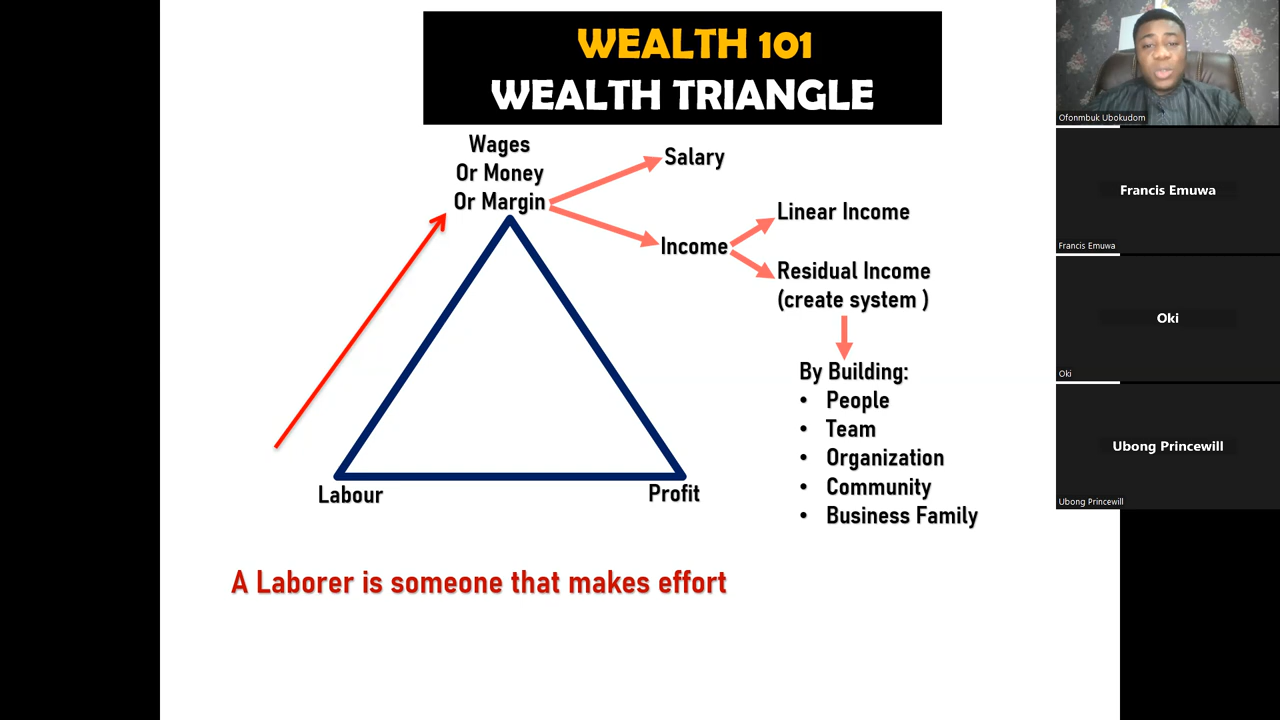 WEALTH 101
WEALTH TRIANGLE
Wages
Or Money
Or Margin
Salary
Income
Linear Income
Residual Income
(create system )
By Building:
• People
• Team
• Organization
• Community
• Business Family
Labour
Profit
A Laborer is someone that makes effort
Ofonmbuk Ubokudom
Francis Emuwa
Francis Emuwa
Oki
Oki
Ubong Princewill
Ubong Princewill